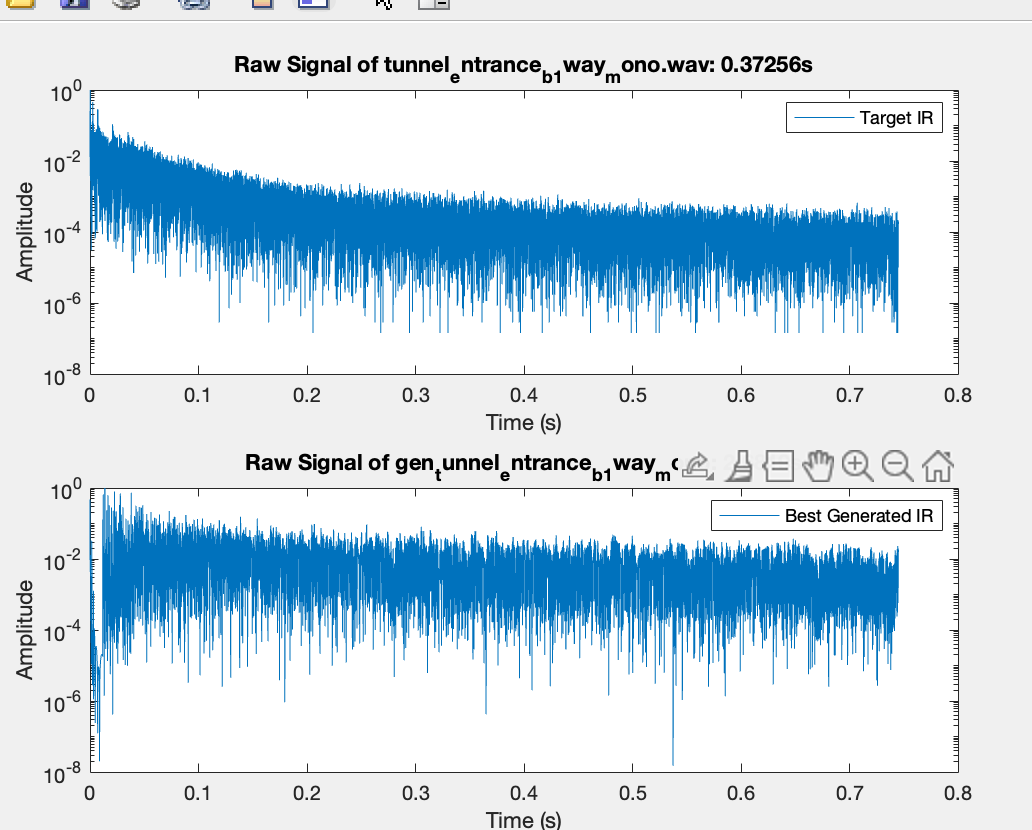 Raw Signal of tunnel_entrance_b1way_mono.wav: 0.37256s
10^0
Target IR
10^-2
Amplitude
10^-4
10^-6
10^-8
0 0.1 0.2 0.3 0.4 0.5 0.6 0.7 0.8
Time (s)
Raw Signal of gen_tunnel_entrance_b1way_m
10^0
Best Generated IR
10^-2
Amplitude
10^-4
10^-6
10^-8
0 0.1 0.2 0.3 0.4 0.5 0.6 0.7 0.8
Time (s)